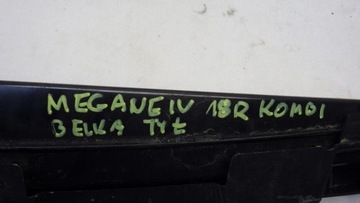 MEGANE IV 18R KOMBI
BELKA TYŁ